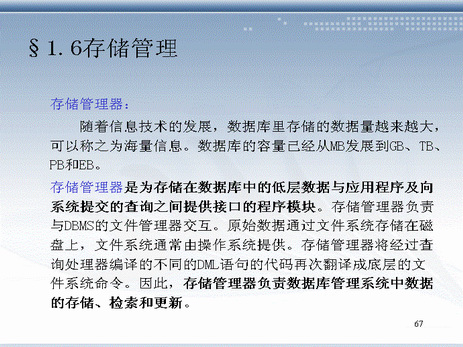 §1.6存储管理
存储管理器：
随着信息技术的发展，数据库里存储的数据量越来越大，
可以称之为海量信息。数据库的容量已经从MB发展到GB、TB、
PB和EB。
存储管理器是为存储在数据库中的低层数据与应用程序及向
系统提交的查询之间提供接口的程序模块。存储管理器负责
与DBMS的文件管理器交互。原始数据通过文件系统存储在磁
盘上，文件系统通常由操作系统提供。存储管理器将经过查
询处理器编译的不同的DML语句的代码再次翻译成底层的文
件系统命令。因此，存储管理器负责数据库管理系统中数据
的存储、检索和更新。
67